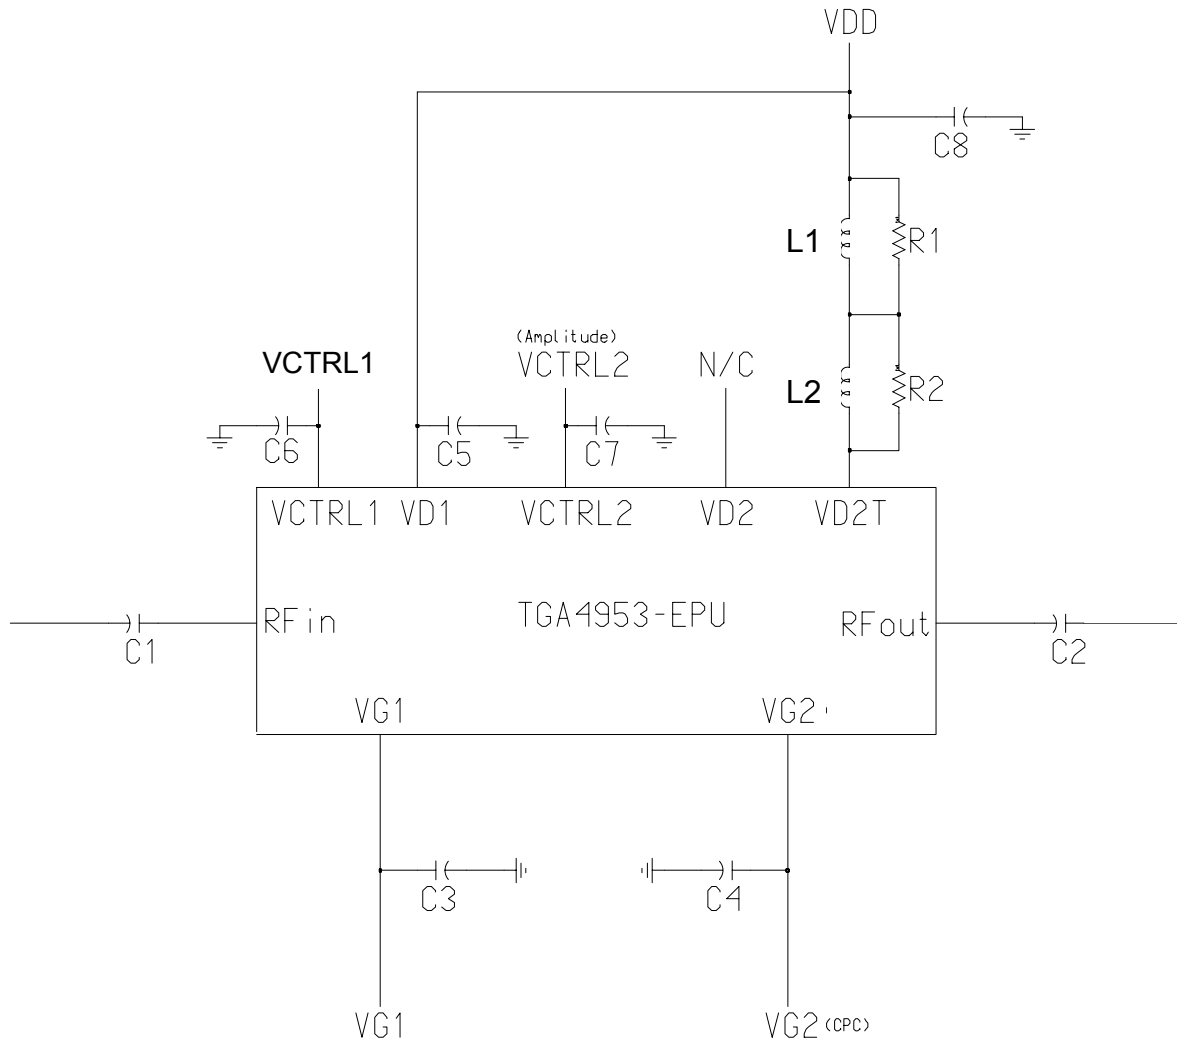 VDD
C8
L1
R1
(Amplitude)
VCTRL1
VCTRL2
N/C
L2
R2
C6
C5
C7
VCTRL1
VD1
VCTRL2
VD2
VD2T
TGA4953-EPU
RFin
RFout
C1
C2
VG1
VG2
C3
C4
VG1
VG2 (CPC)